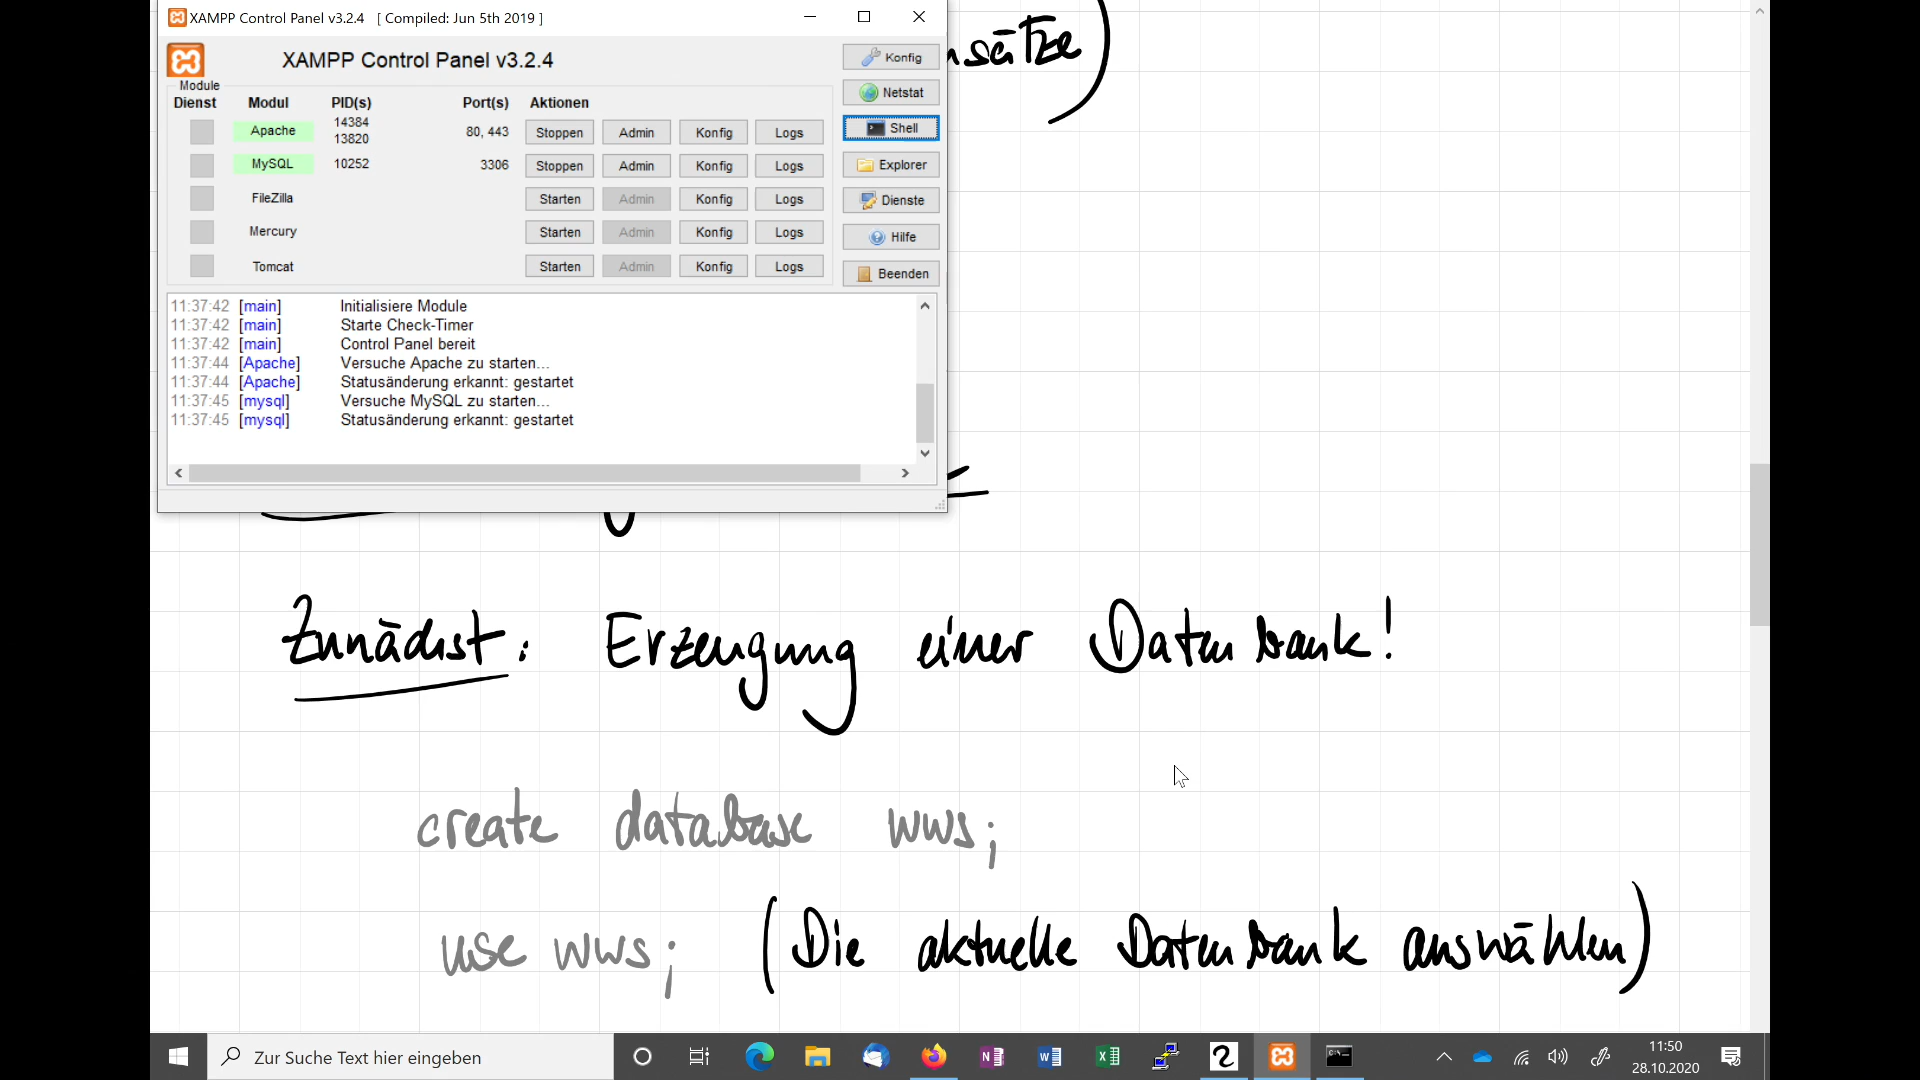 XAMPP Control Panel v3.2.4 [ Compiled: Jun 5th 2019 ]
XAMPP Control Panel v3.2.4
Konfig
Netstat
Shell
Explorer
Dienste
Hilfe
Beenden
Module
Dienst Modul PID(s) Port(s) Aktionen
Apache 14384 13820 80, 443 Stoppen Admin Konfig Logs
MySQL 10252 3306 Stoppen Admin Konfig Logs
FileZilla Starten Admin Konfig Logs
Mercury Starten Admin Konfig Logs
Tomcat Starten Admin Konfig Logs
11:37:42 [main] Initialisiere Module
11:37:42 [main] Starte Check-Timer
11:37:42 [main] Control Panel bereit
11:37:44 [Apache] Versuche Apache zu starten...
11:37:44 [Apache] Statusänderung erkannt: gestartet
11:37:45 [mysql] Versuche MySQL zu starten...
11:37:45 [mysql] Statusänderung erkannt: gestartet
Zunächst: Erzeugung einer Datenbank!
create database wws;
use wws; (Die aktuelle Datenbank auswählen)
Zur Suche Text hier eingeben
11:50
28.10.2020